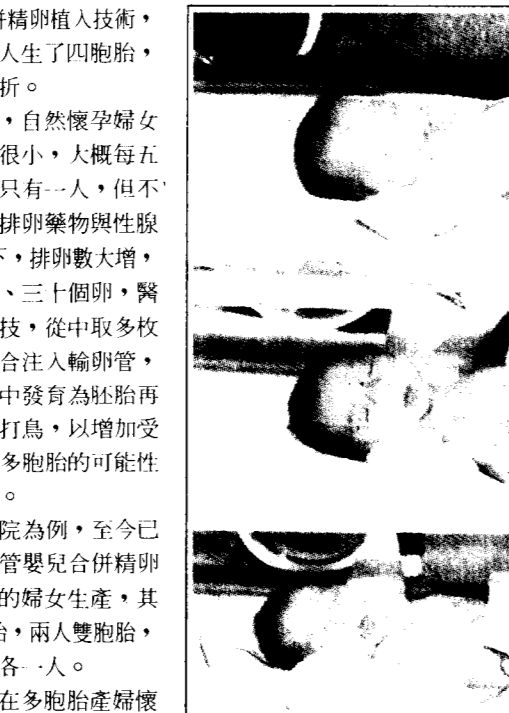 併精卵植入技術，
人生了四胞胎，
折。
，自然懷孕婦女
很小，大概每五
只有一人，但不
排卵藥物與性腺
下，排卵數大增，
、三十個卵，醫
技，從中取多枚
合注入輸卵管，
中發育為胚胎再
打鳥，以增加受
多胞胎的可能性
。
院為例，至今已
管嬰兒合併精卵
的婦女生產，其
胎，兩人雙胞胎，
各一人。
在多胞胎產婦懷